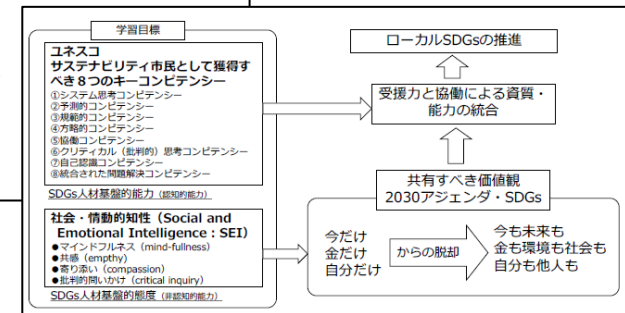 学習目標
ユネスコ
サステナビリティ市民として獲得す
べき８つのキーコンピテンシー
①システム思考コンピテンシー
②予測的コンピテンシー
③規範的コンピテンシー
④方略的コンピテンシー
⑤協働コンピテンシー
⑥クリティカル（批判的）思考コンピテンシー
⑦自己認識コンピテンシー
⑧統合された問題解決コンピテンシー
SDGs人材基盤的能力（認知的能力）
社会・情動的知性（Social and
Emotional Intelligence：SEI）
●マインドフルネス（mind-fullness）
●共感（empthy）
●寄り添い（compassion）
●批判的問いかけ（critical inquiry）
SDGs人材基盤的態度（非認知的能力）
ローカルSDGsの推進
受援力と協働による資質・
能力の統合
共有すべき価値観
2030アジェンダ・SDGs
今だけ
金だけ
自分だけ
からの脱却
今も未来も
金も環境も社会も
自分も他人も